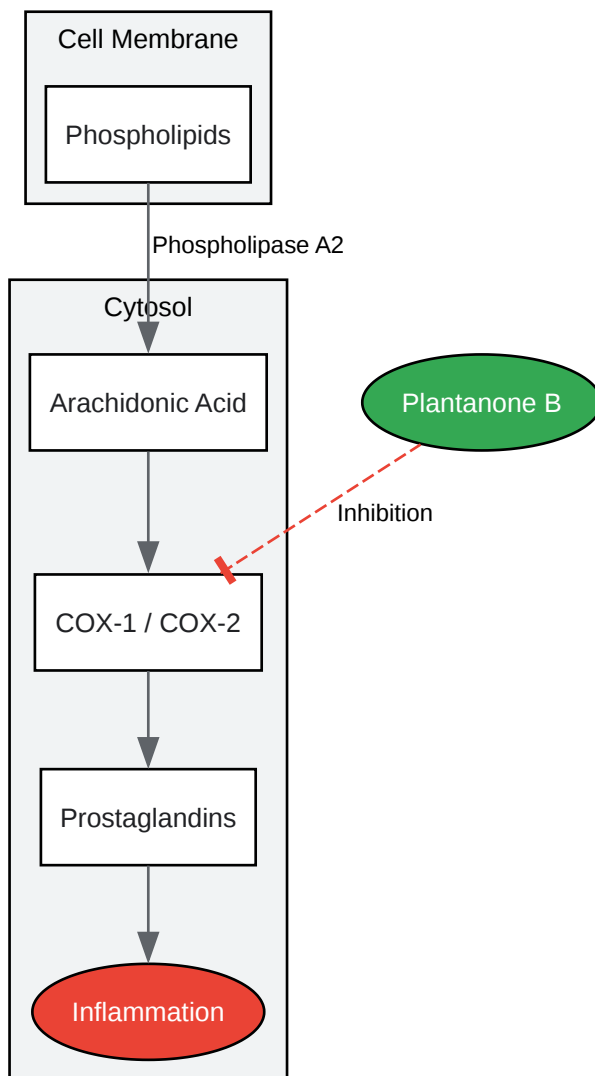 Cell Membrane
Phospholipids
Phospholipase A2
Cytosol
Arachidonic Acid
Plantanone B
Inhibition
COX-1 / COX-2
Prostaglandins
Inflammation